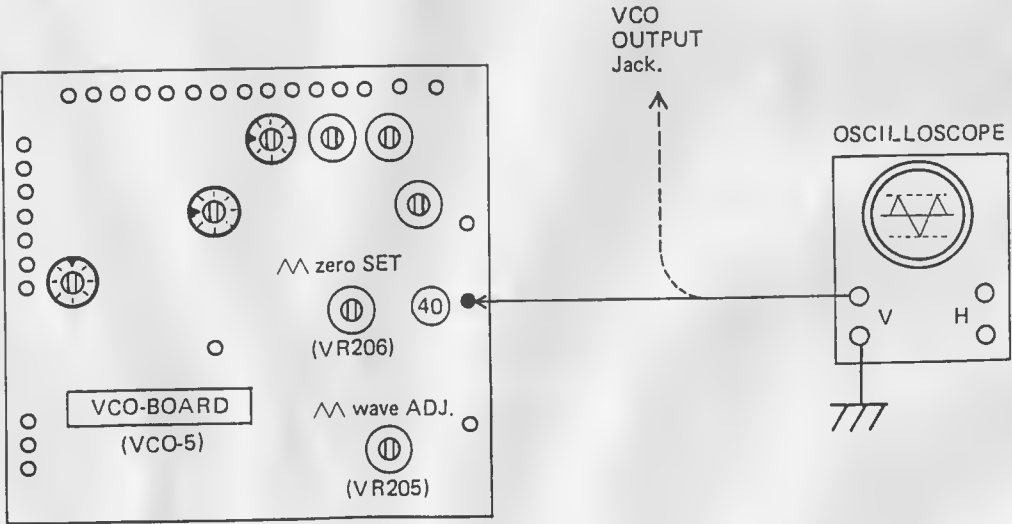 VCO
OUTPUT
Jack.
OSCILLOSCOPE
zero SET
40
(VR206)
V
H
VCO-BOARD
(VCO-5)
wave ADJ.
(VR205)